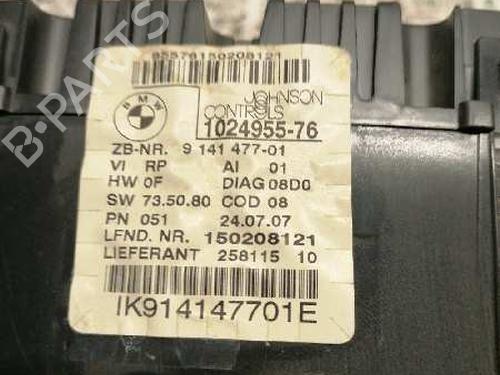 95576150208121
BMW
JOHNSON
CONTROLS
1024955-76
ZB-NR. 9 141 477-01
VI RP AI 01
HW 0F DIAG 08D0
SW 73.50.80 COD 08
PN 051 24.07.07
LFND. NR. 150208121
LIEFERANT 258115 10
IK914147701E
B-PARTS